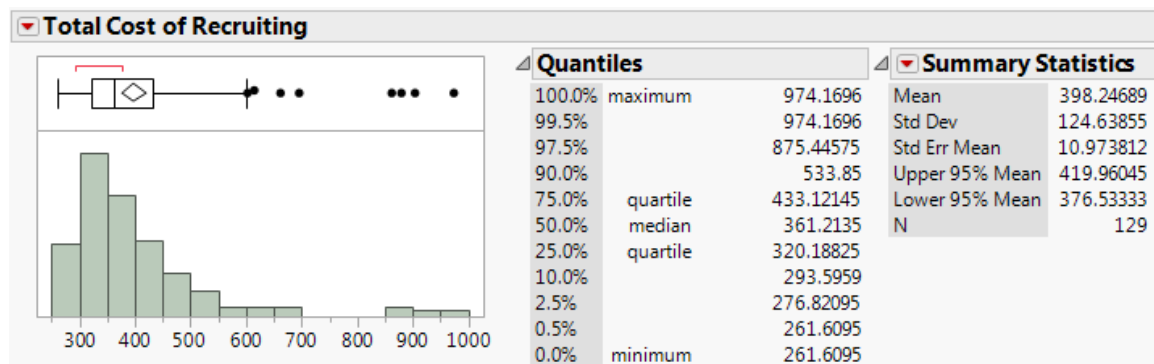 Total Cost of Recruiting
300 400 500 600 700 800 900 1000
Quantiles
100.0% maximum 974.1696
99.5% 974.1696
97.5% 875.44575
90.0% 533.85
75.0% quartile 433.12145
50.0% median 361.2135
25.0% quartile 320.18825
10.0% 293.5959
2.5% 276.82095
0.5% 261.6095
0.0% minimum 261.6095
Summary Statistics
Mean 398.24689
Std Dev 124.63855
Std Err Mean 10.973812
Upper 95% Mean 419.96045
Lower 95% Mean 376.53333
N 129